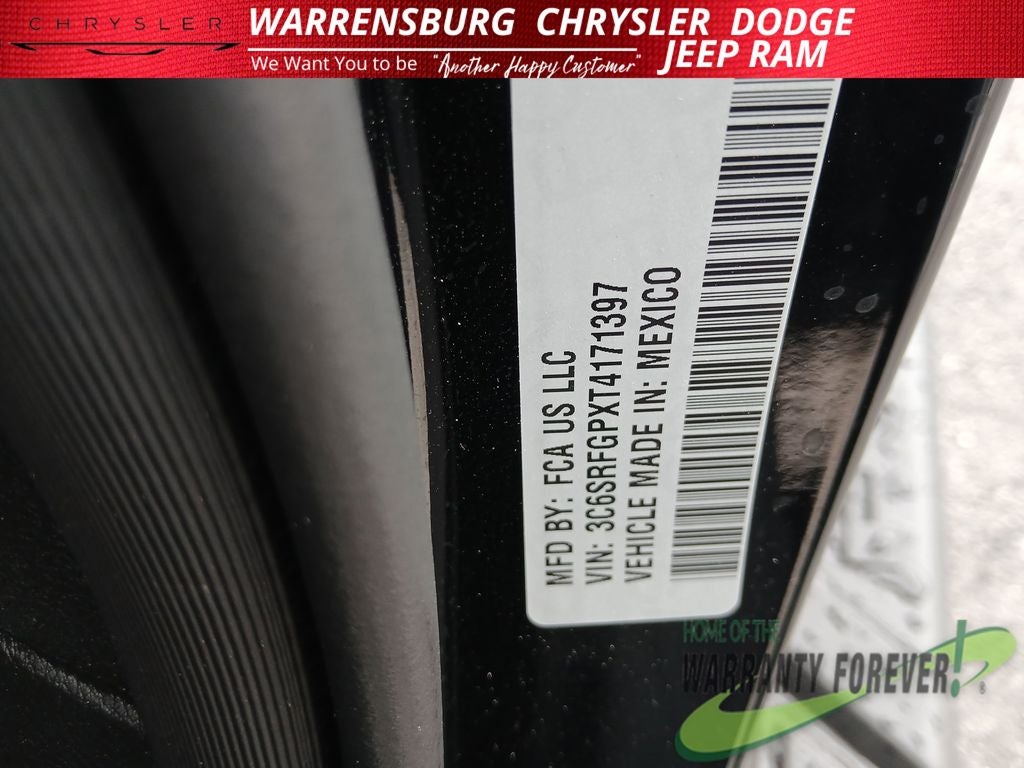 CHRYSLER
WARRENSBURG CHRYSLER DODGE
JEEP RAM
We Want You to be "Another Happy Customer"
MFD BY: FCA US LLC
VIN: 3C6SRFGPXT4171397
VEHICLE MADE IN: MEXICO
HOME OF THE
WARRANTY FOREVER!®